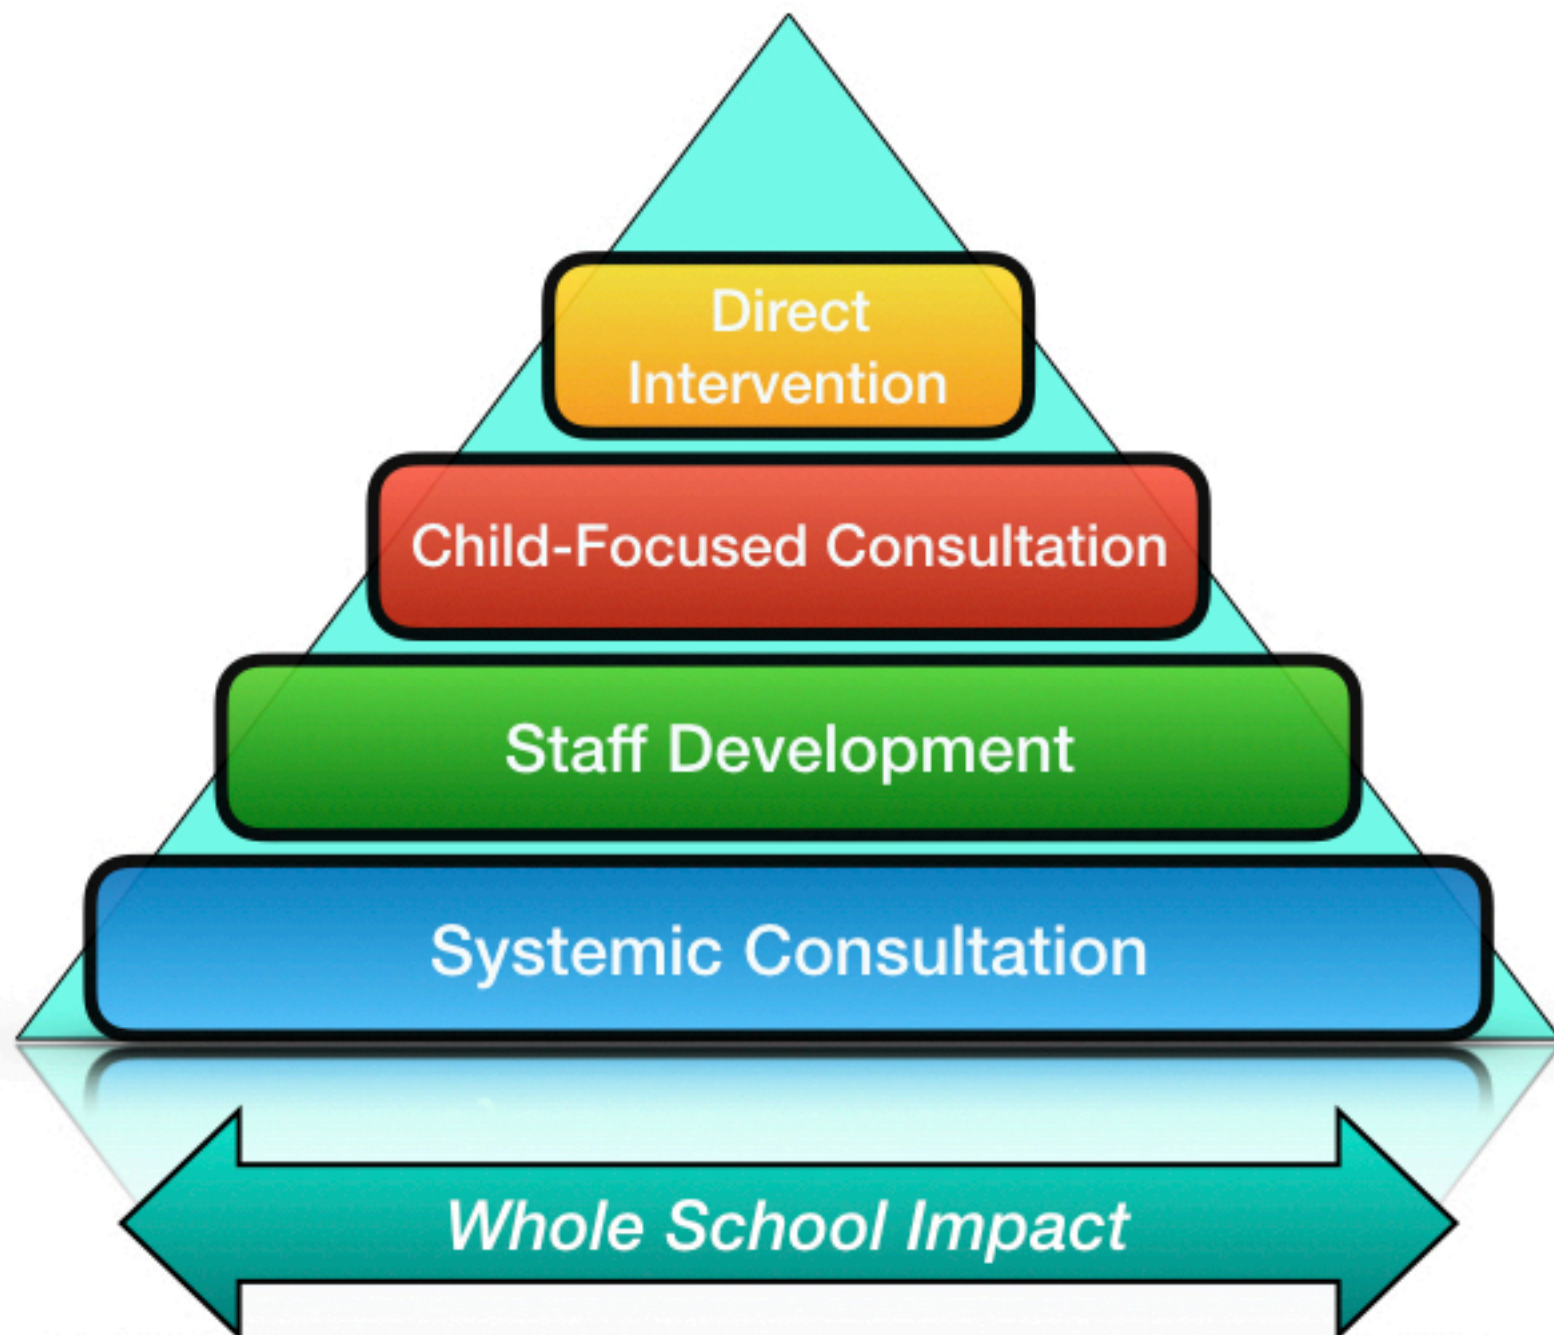 Direct
Intervention
Child-Focused Consultation
Staff Development
Systemic Consultation
Whole School Impact